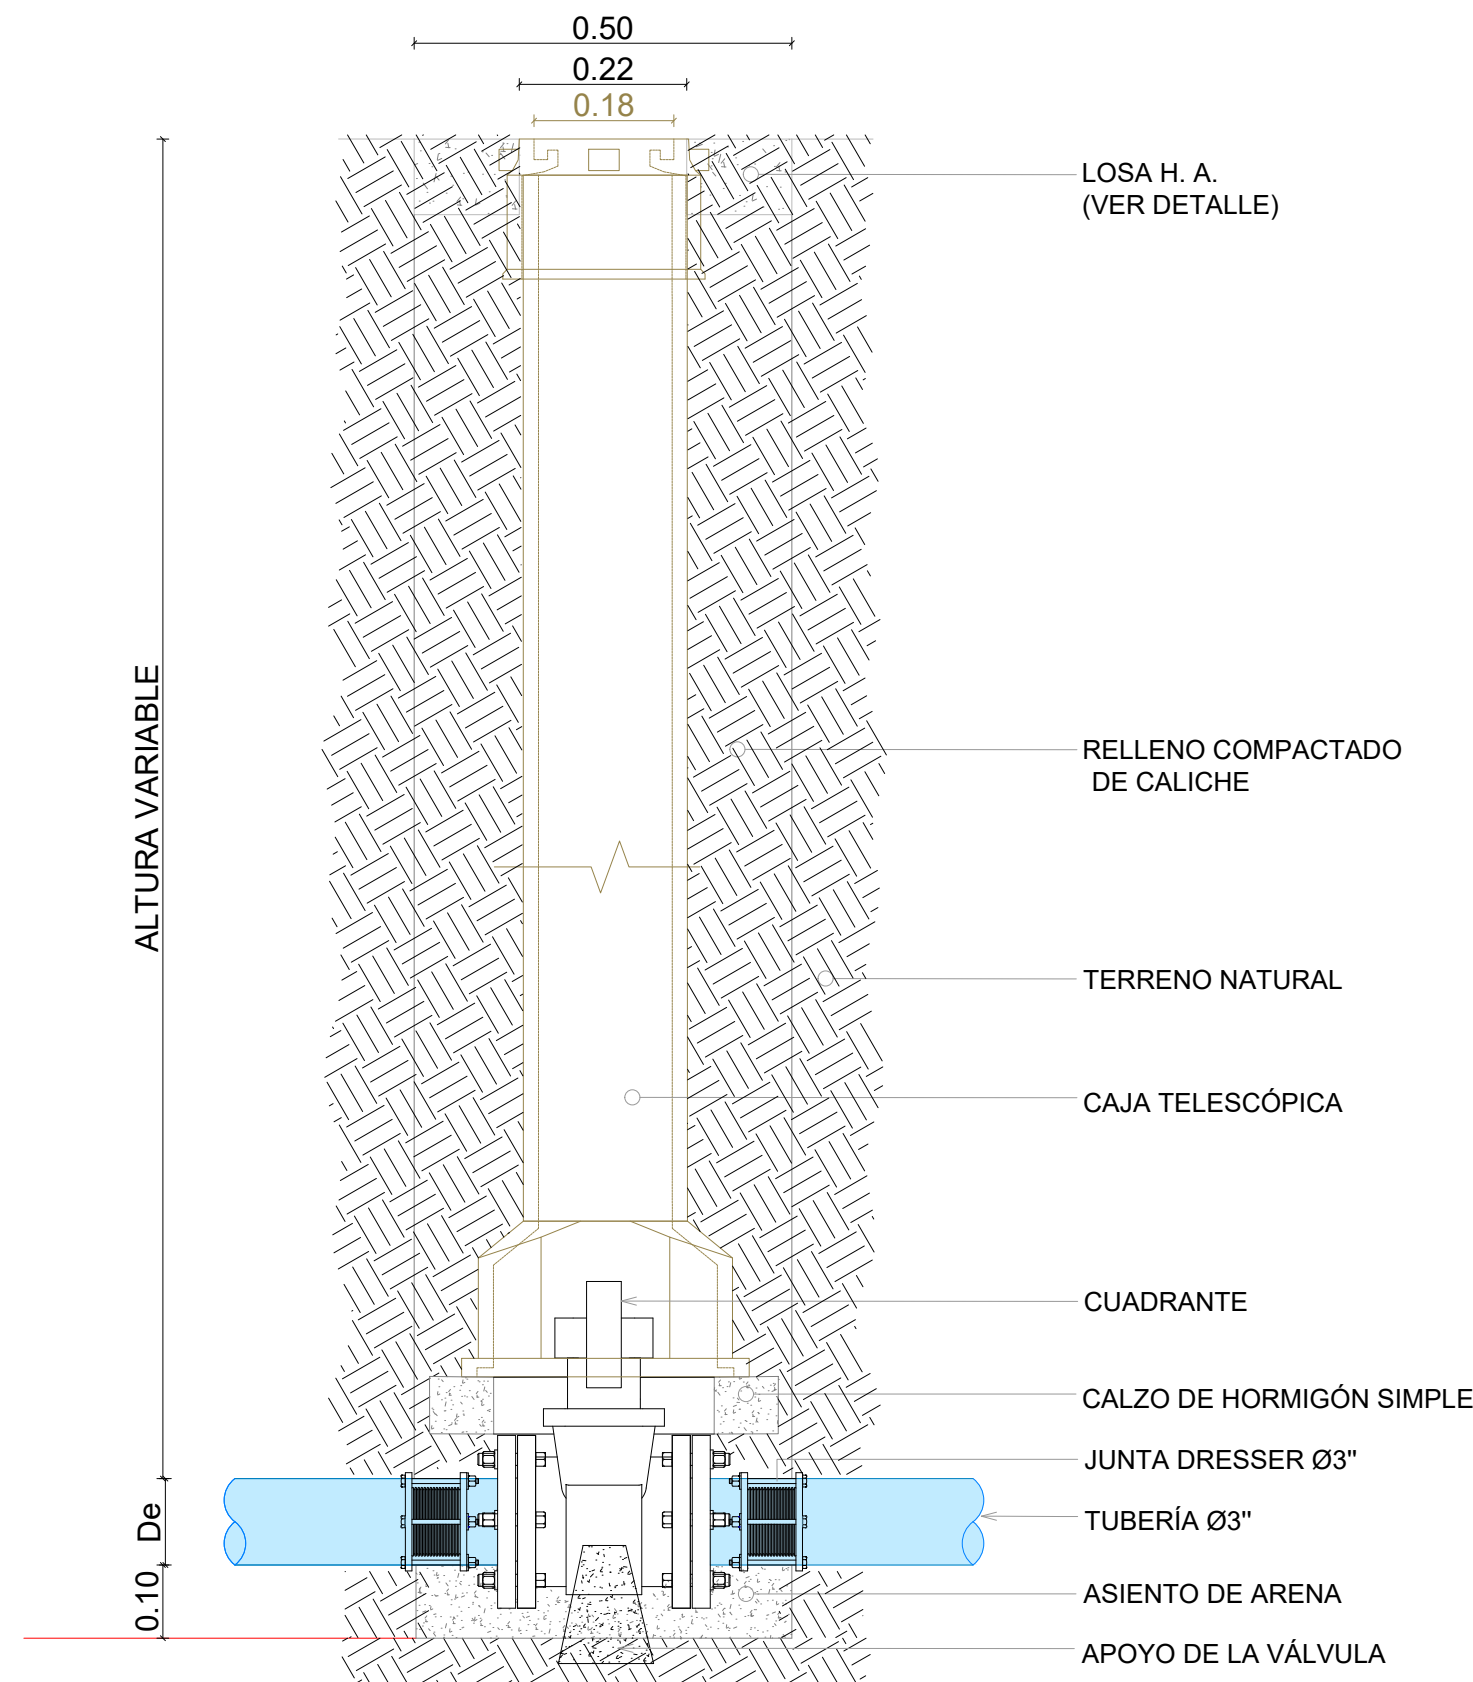 0.50
0.22
0.18
LOSA H. A.
(VER DETALLE)
ALTURA VARIABLE
RELLENO COMPACTADO
DE CALICHE
TERRENO NATURAL
CAJA TELESCÓPICA
CUADRANTE
CALZO DE HORMIGÓN SIMPLE
JUNTA DRESSER Ø3"
De
TUBERÍA Ø3"
0.10
ASIENTO DE ARENA
APOYO DE LA VÁLVULA